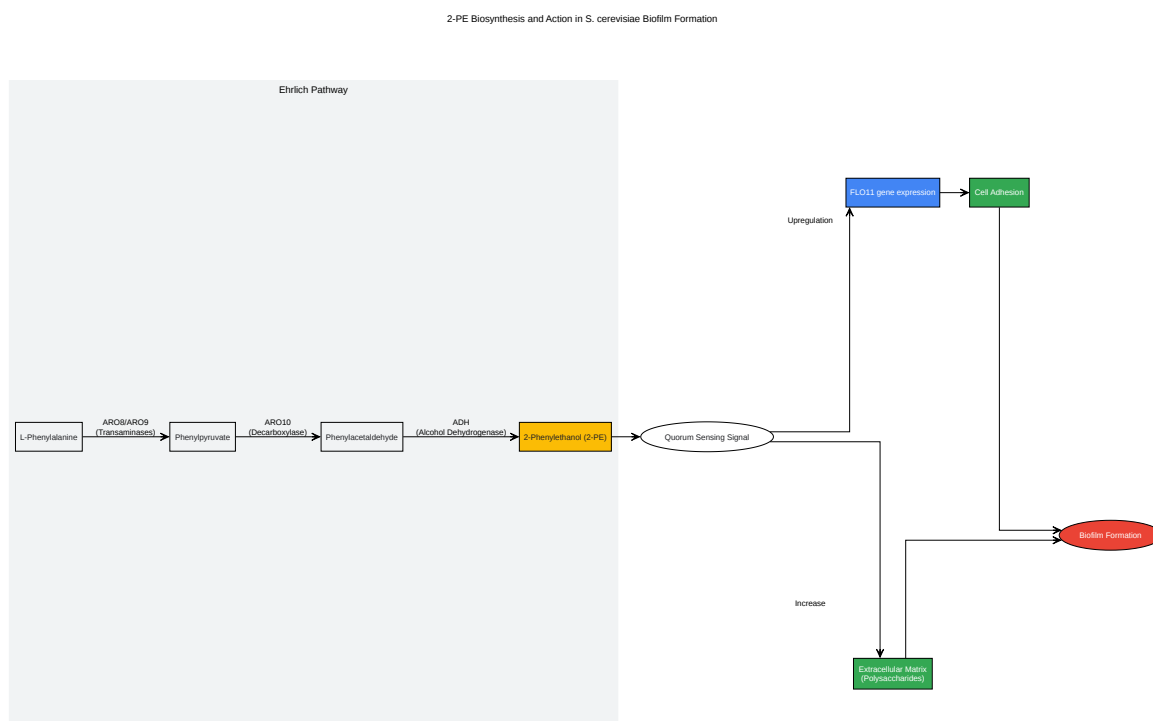 2-PE Biosynthesis and Action in S. cerevisiae Biofilm Formation
Ehrlich Pathway
FLO11 gene expression
Cell Adhesion
Upregulation
L-Phenylalanine
ARO8/ARO9
(Transaminases)
Phenylpyruvate
ARO10
(Decarboxylase)
Phenylacetaldehyde
ADH
(Alcohol Dehydrogenase)
2-Phenylethanol (2-PE)
Quorum Sensing Signal
Biofilm Formation
Increase
Extracellular Matrix
(Polysaccharides)